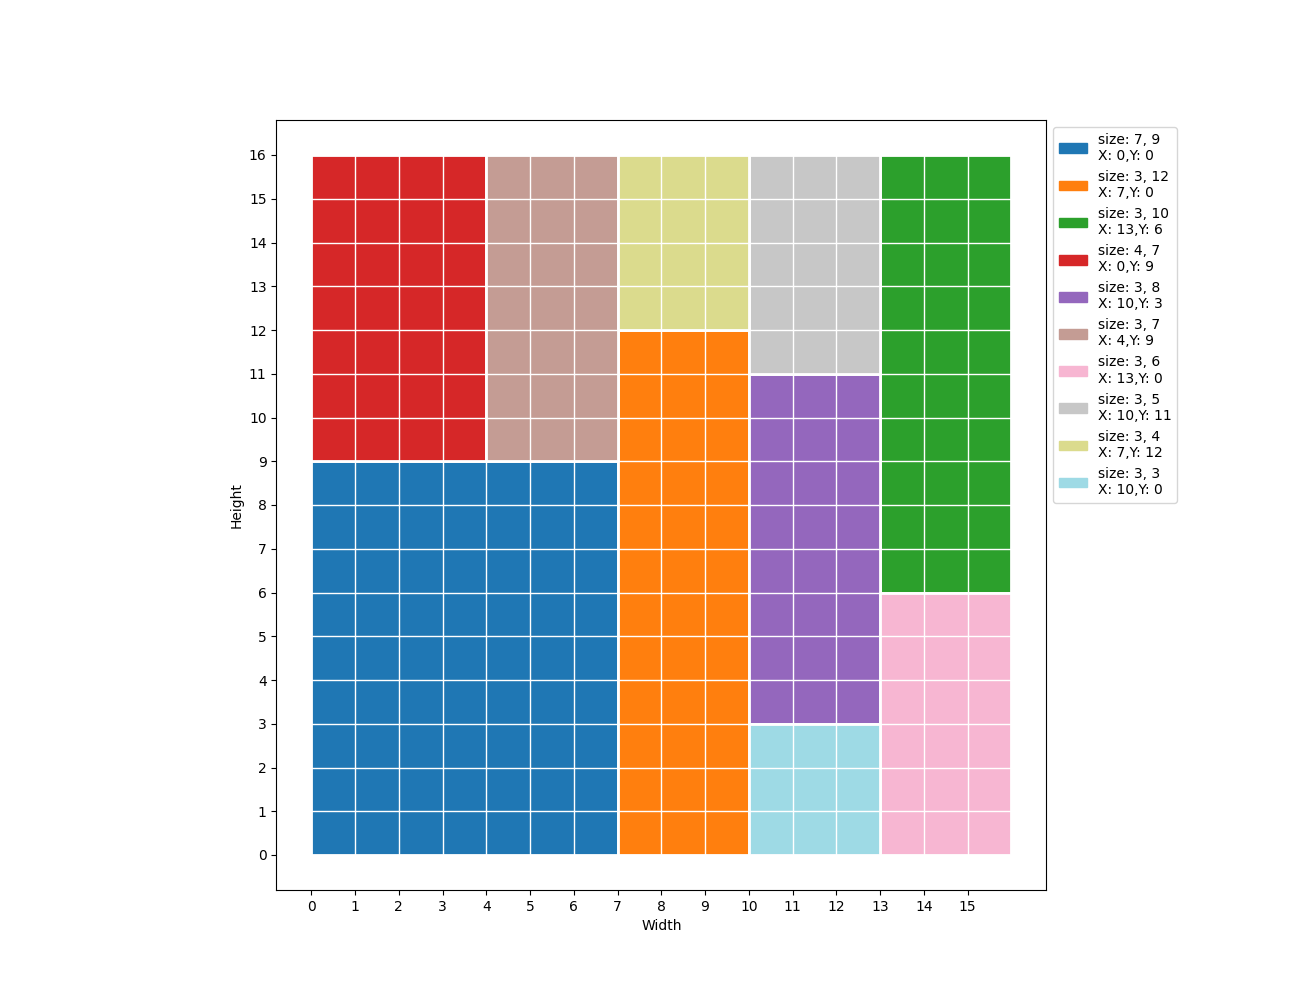 16
15
14
13
12
11
10
9
8
7
6
5
4
3
2
1
0
Height
0 1 2 3 4 5 6 7 8 9 10 11 12 13 14 15
Width
size: 7, 9
X: 0,Y: 0
size: 3, 12
X: 7,Y: 0
size: 3, 10
X: 13,Y: 6
size: 4, 7
X: 0,Y: 9
size: 3, 8
X: 10,Y: 3
size: 3, 7
X: 4,Y: 9
size: 3, 6
X: 13,Y: 0
size: 3, 5
X: 10,Y: 11
size: 3, 4
X: 7,Y: 12
size: 3, 3
X: 10,Y: 0